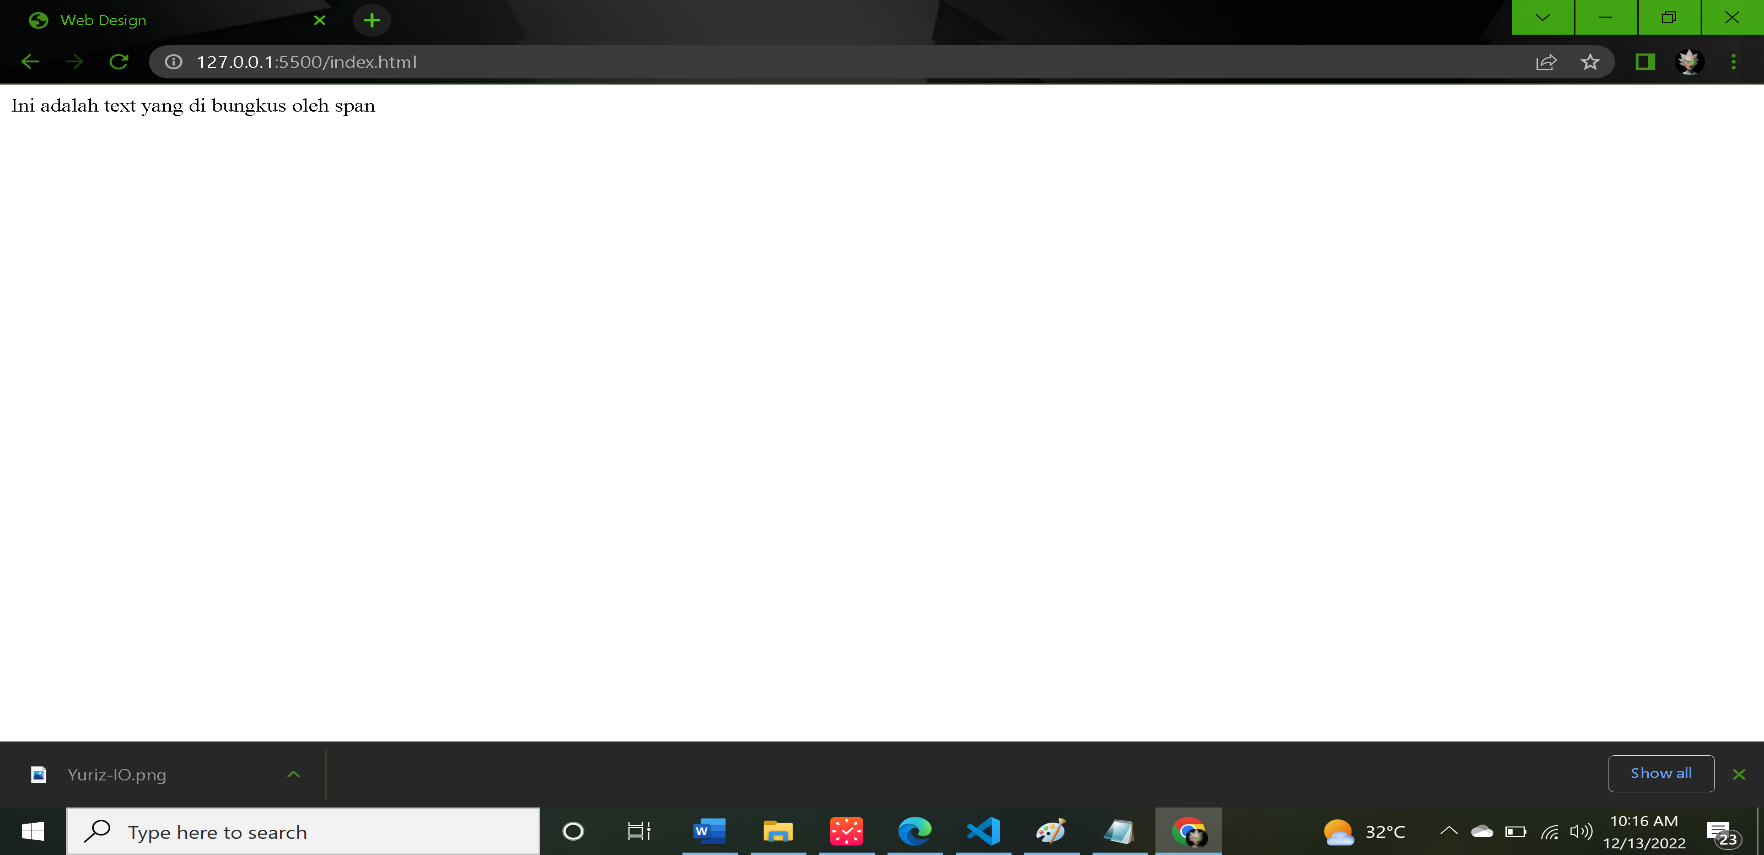 Web Design
127.0.0.1:5500/index.html
Ini adalah text yang di bungkus oleh span
Yuriz-IO.png
Show all
Type here to search
W
32°C
10:16 AM
12/13/2022
23